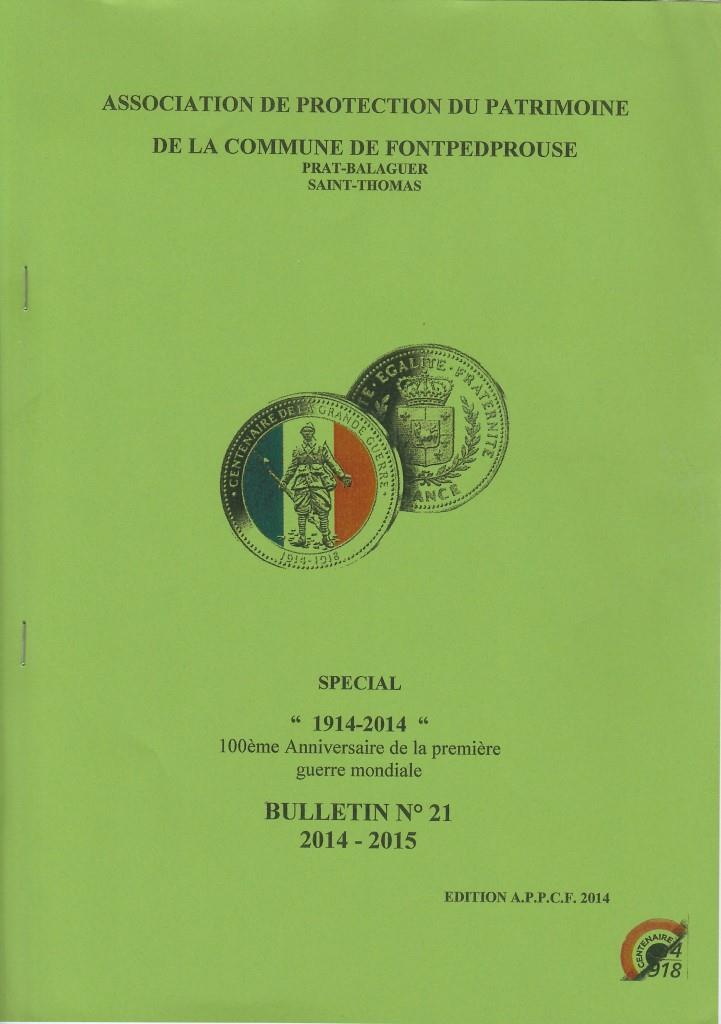 ASSOCIATION DE PROTECTION DU PATRIMOINE
DE LA COMMUNE DE FONTPEDPROUSE
PRAT-BALAGUER
SAINT-THOMAS
EGALITE · FRATERNITE
· CENTENAIRE DE LA GRANDE GUERRE ·
1914-1918
SPECIAL
“ 1914-2014 “
100ème Anniversaire de la première
guerre mondiale
BULLETIN N° 21
2014 - 2015
EDITION A.P.P.C.F. 2014
CENTENAIRE